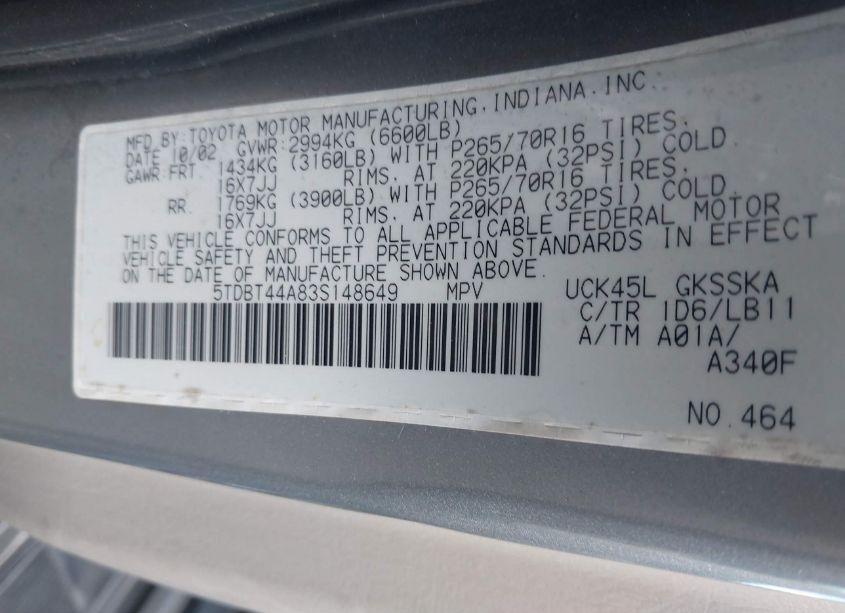 MFD.BY:TOYOTA MOTOR MANUFACTURING,INDIANA,INC.
DATE 10/02 GVWR:2994KG (6600LB)
GAWR:FRT. 1434KG (3160LB) WITH P265/70R16 TIRES.
16X7JJ RIMS. AT 220KPA (32PSI) COLD.
RR. 1769KG (3900LB) WITH P265/70R16 TIRES.
16X7JJ RIMS. AT 220KPA (32PSI) COLD.
THIS VEHICLE CONFORMS TO ALL APPLICABLE FEDERAL MOTOR
VEHICLE SAFETY AND THEFT PREVENTION STANDARDS IN EFFECT
ON THE DATE OF MANUFACTURE SHOWN ABOVE.
5TDBT44A83S148649 MPV UCK45L GKSSKA
C/TR 1D6/LB11
A/TM A01A/
A340F
NO.464